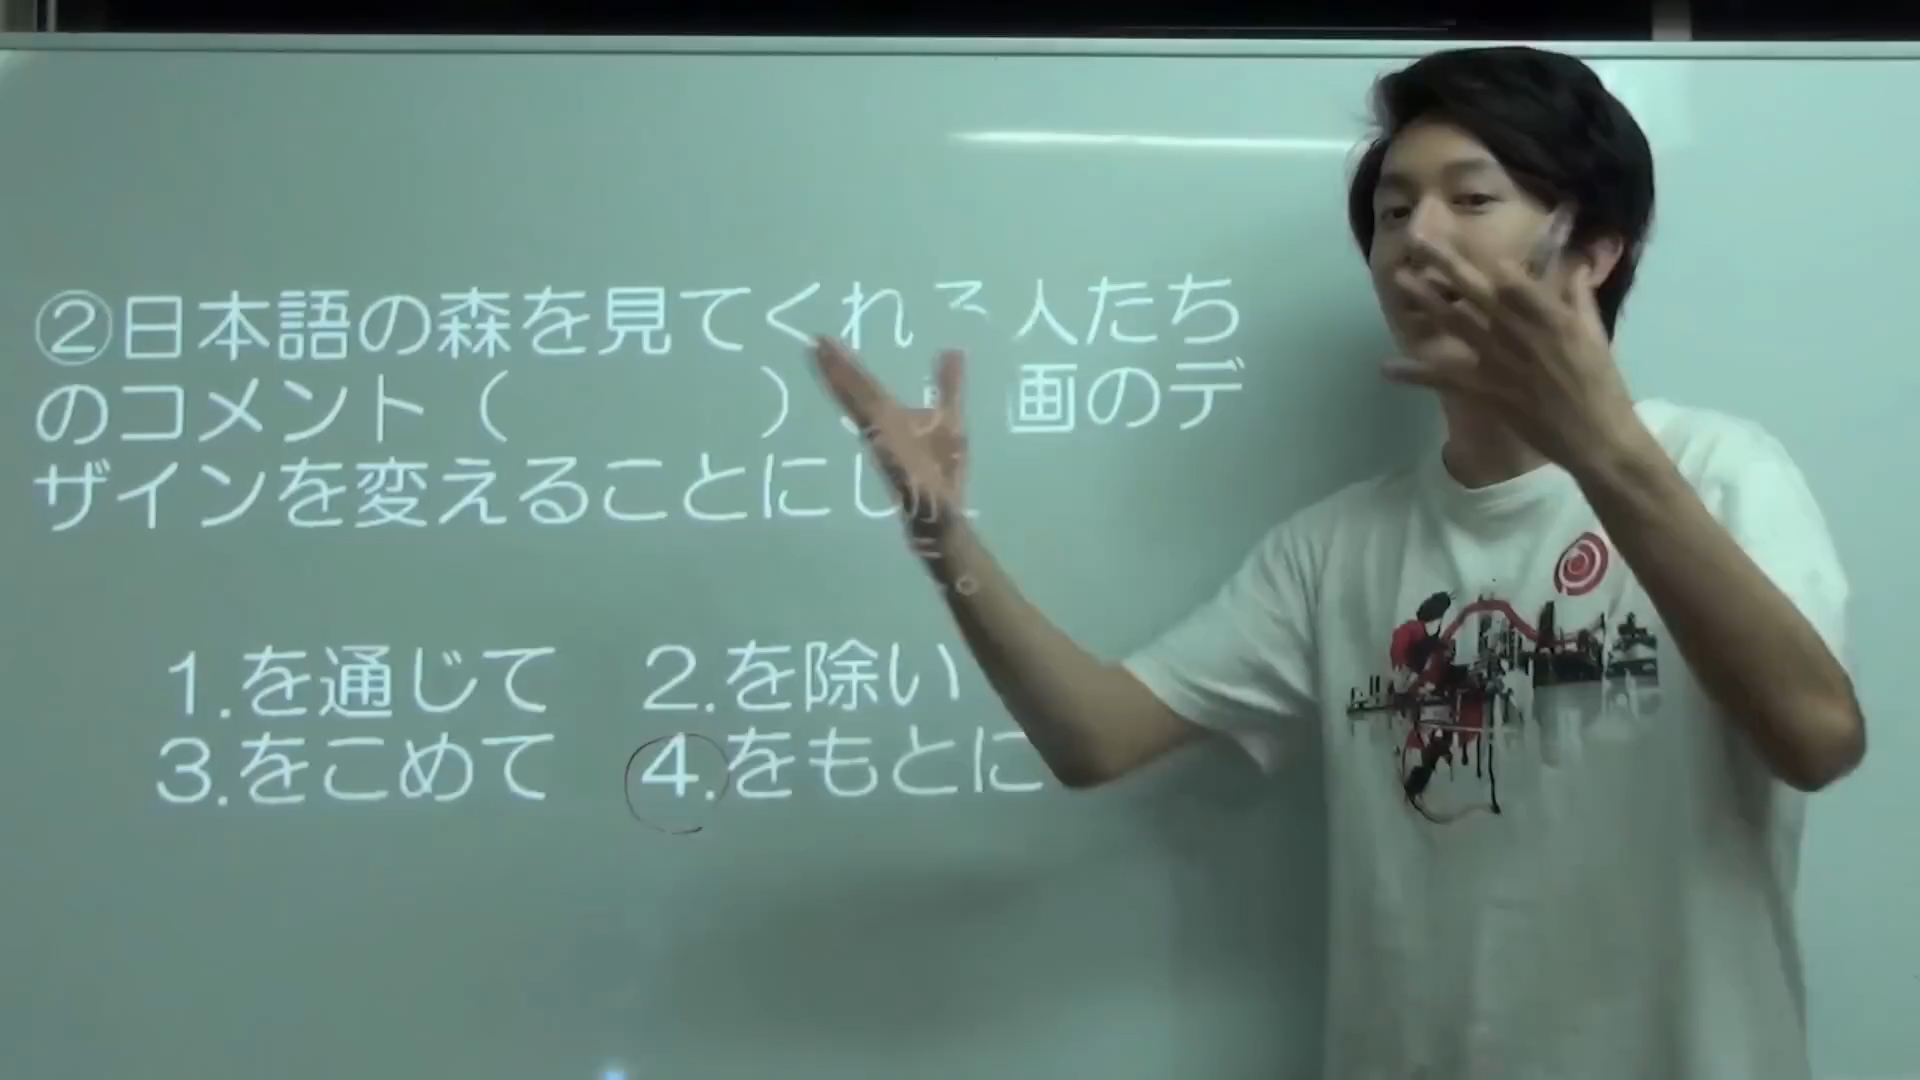 ②日本語の森を見てくれる人たち
のコメント（　　　）　画のデ
ザインを変えることにし
。
1.を通じて　2.を除い
3.をこめて　4.をもとに